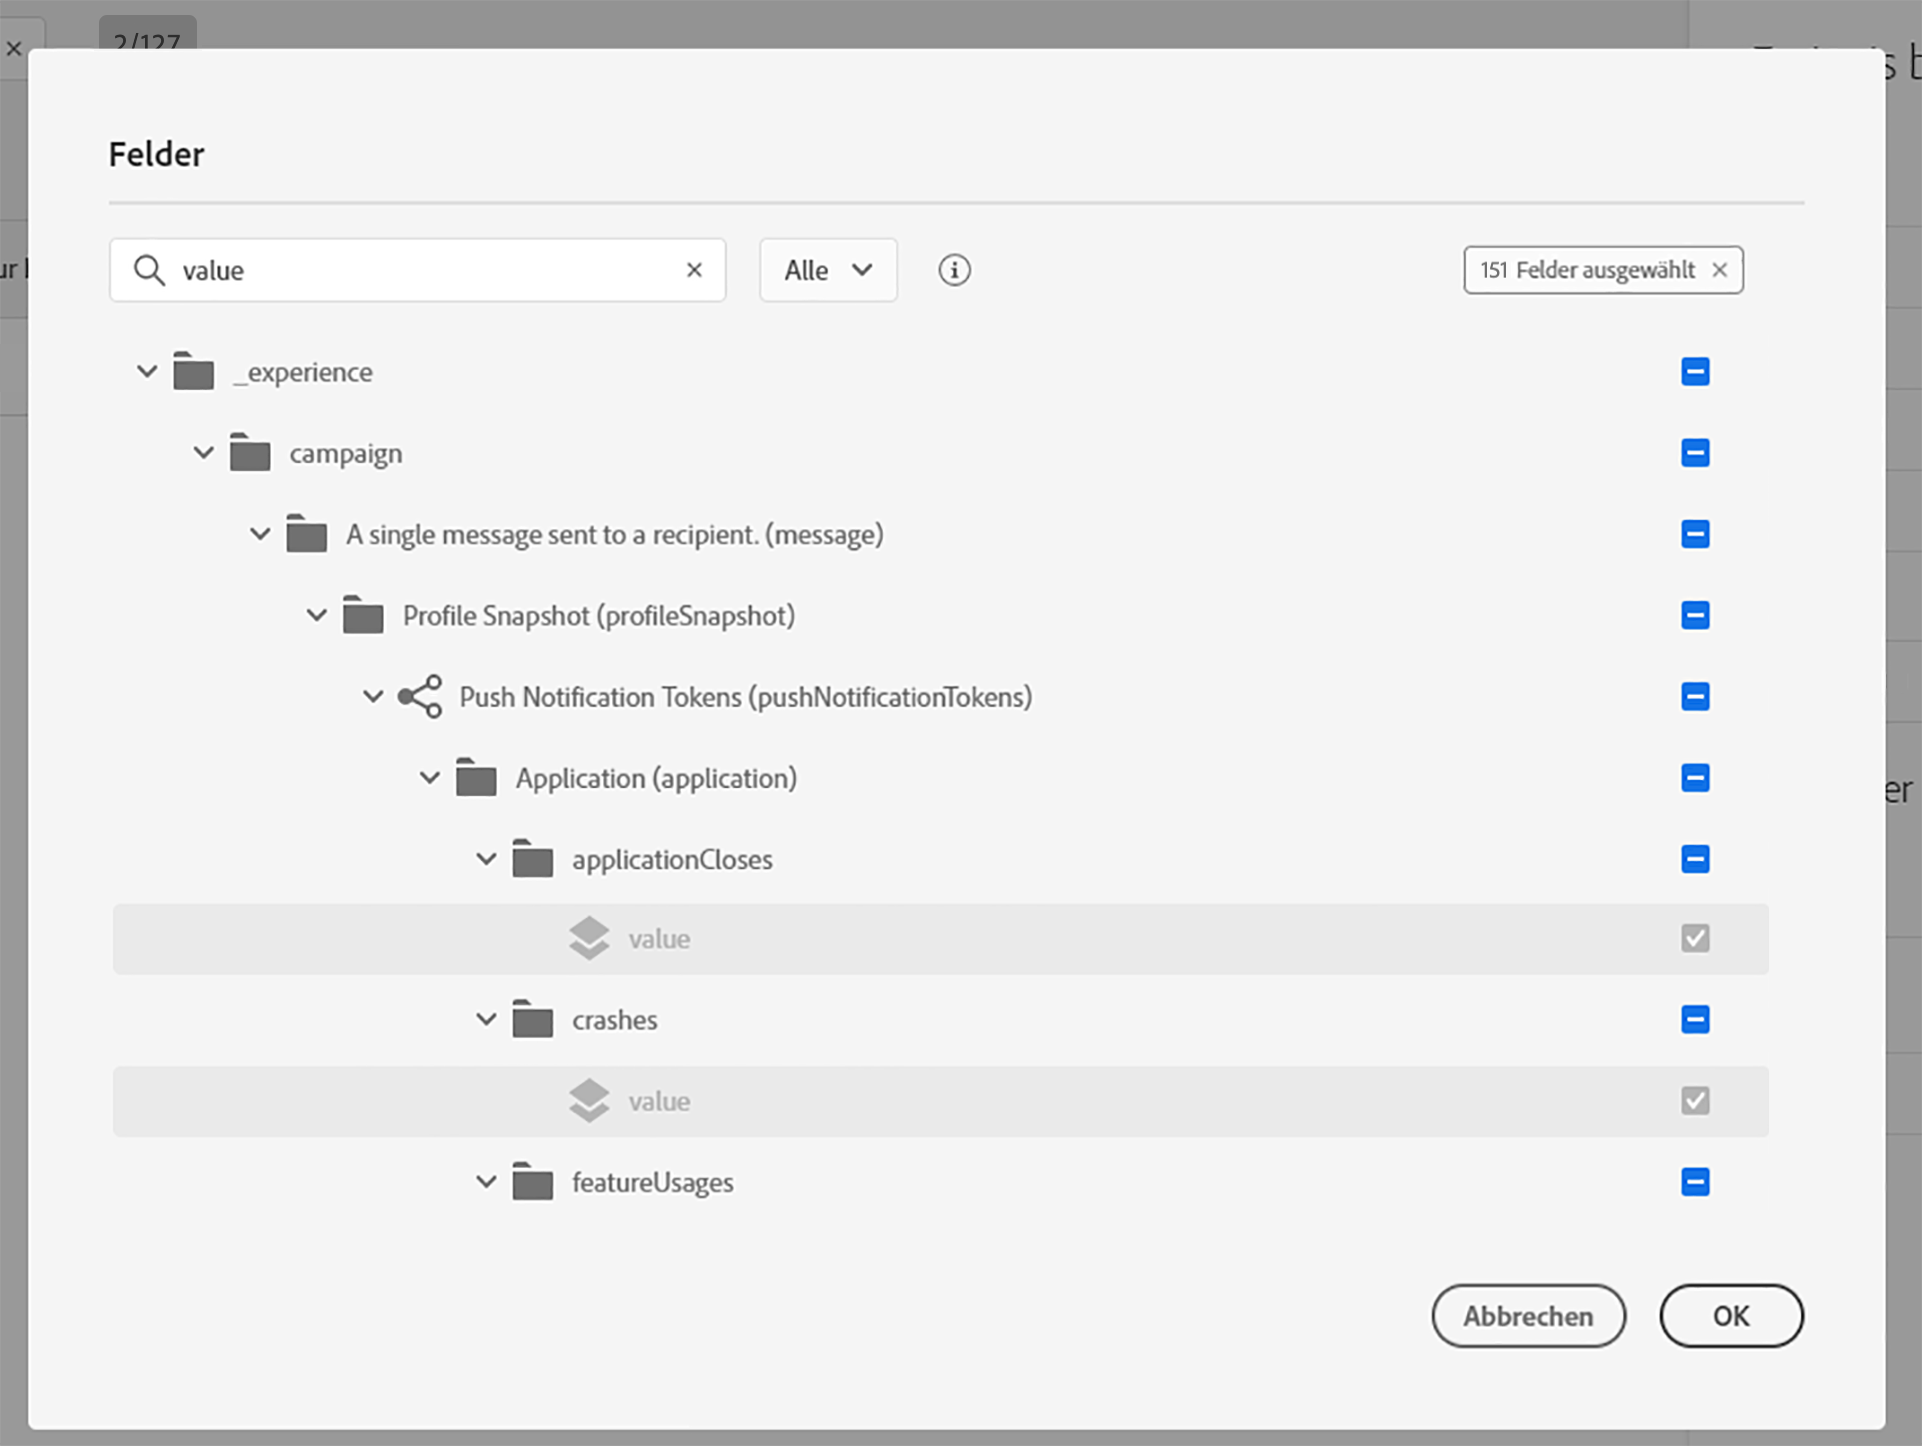 2/127
Felder
value
Alle
151 Felder ausgewählt
_experience
campaign
A single message sent to a recipient. (message)
Profile Snapshot (profileSnapshot)
Push Notification Tokens (pushNotificationTokens)
Application (application)
applicationCloses
value
crashes
value
featureUsages
Abbrechen
OK